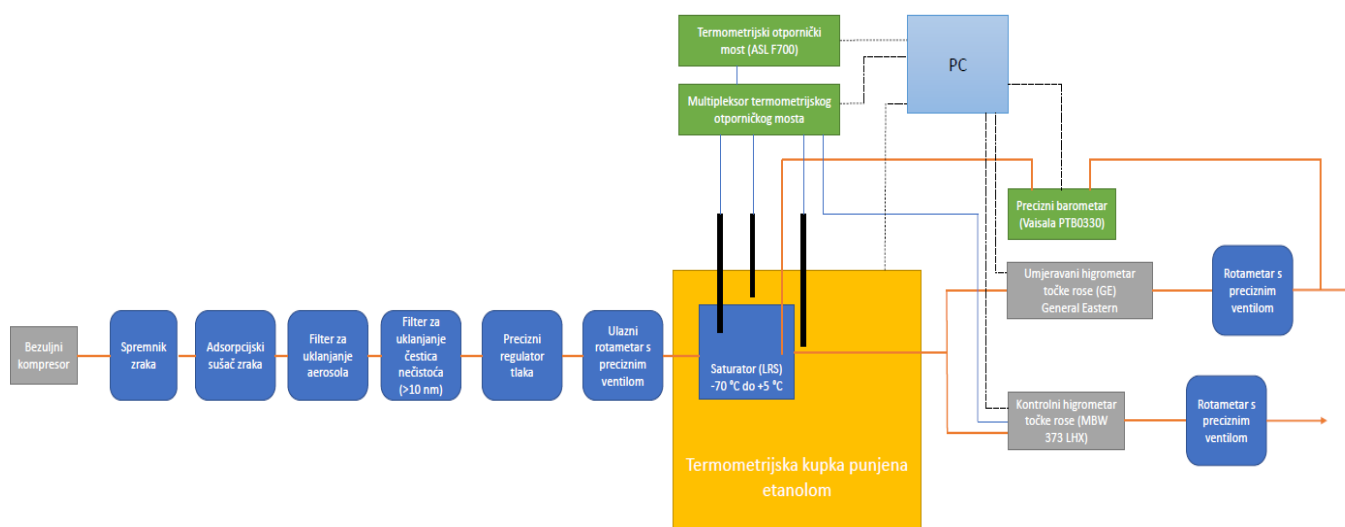 Termometrijski otpornički
most (ASL F700)
PC
Multipleksor termometrijskog
otporničkog mosta
Precizni barometar
(Vaisala PTB0330)
Bezuljni
kompresor
Spremnik
zraka
Adsorpcijski
sušač zraka
Filter za
uklanjanje
aerosola
Filter za
uklanjanje
čestica
nečistoća
(>10 nm)
Precizni
regulator
tlaka
Ulazni
rotametar s
preciznim
ventilom
Saturator (LRS)
-70 °C do +5 °C
Termometrijska kupka punjena
etanolom
Umjeravani higrometar
točke rose (GE)
General Eastern
Rotametar s
preciznim
ventilom
Kontrolni higrometar
točke rose (MBW
373 LHX)
Rotametar s
preciznim
ventilom